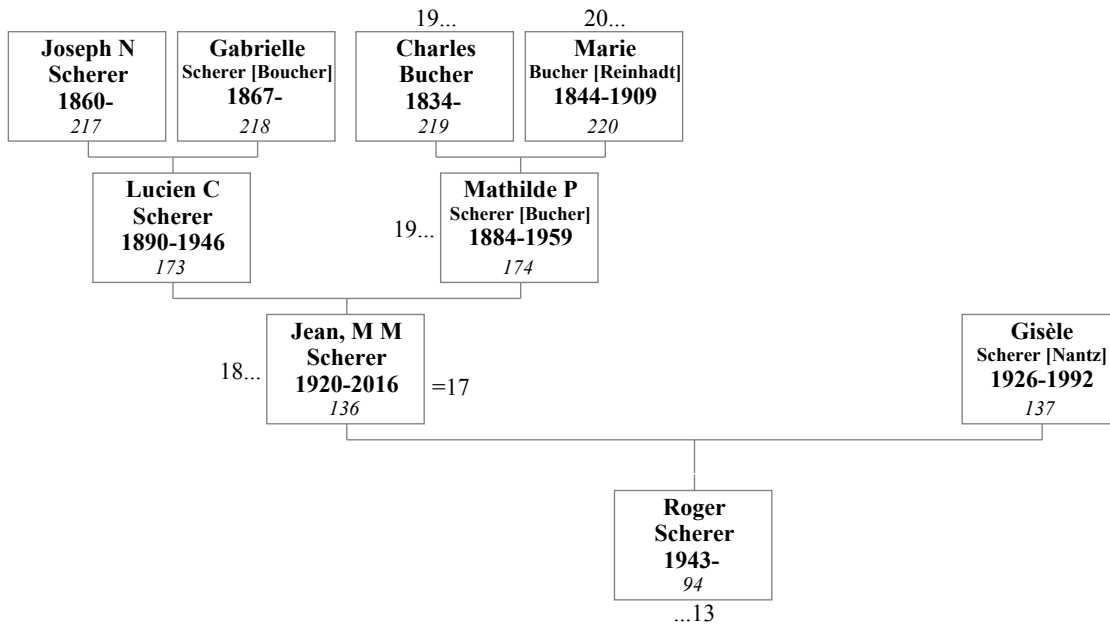 19...
20...
Joseph N
Scherer
1860-
217
Gabrielle
Scherer [Boucher]
1867-
218
Charles
Bucher
1834-
219
Marie
Bucher [Reinhadt]
1844-1909
220
Lucien C
Scherer
1890-1946
173
19...
Mathilde P
Scherer [Bucher]
1884-1959
174
18...
Jean, M M
Scherer
1920-2016
136
=17
Gisèle
Scherer [Nantz]
1926-1992
137
Roger
Scherer
1943-
94
...13